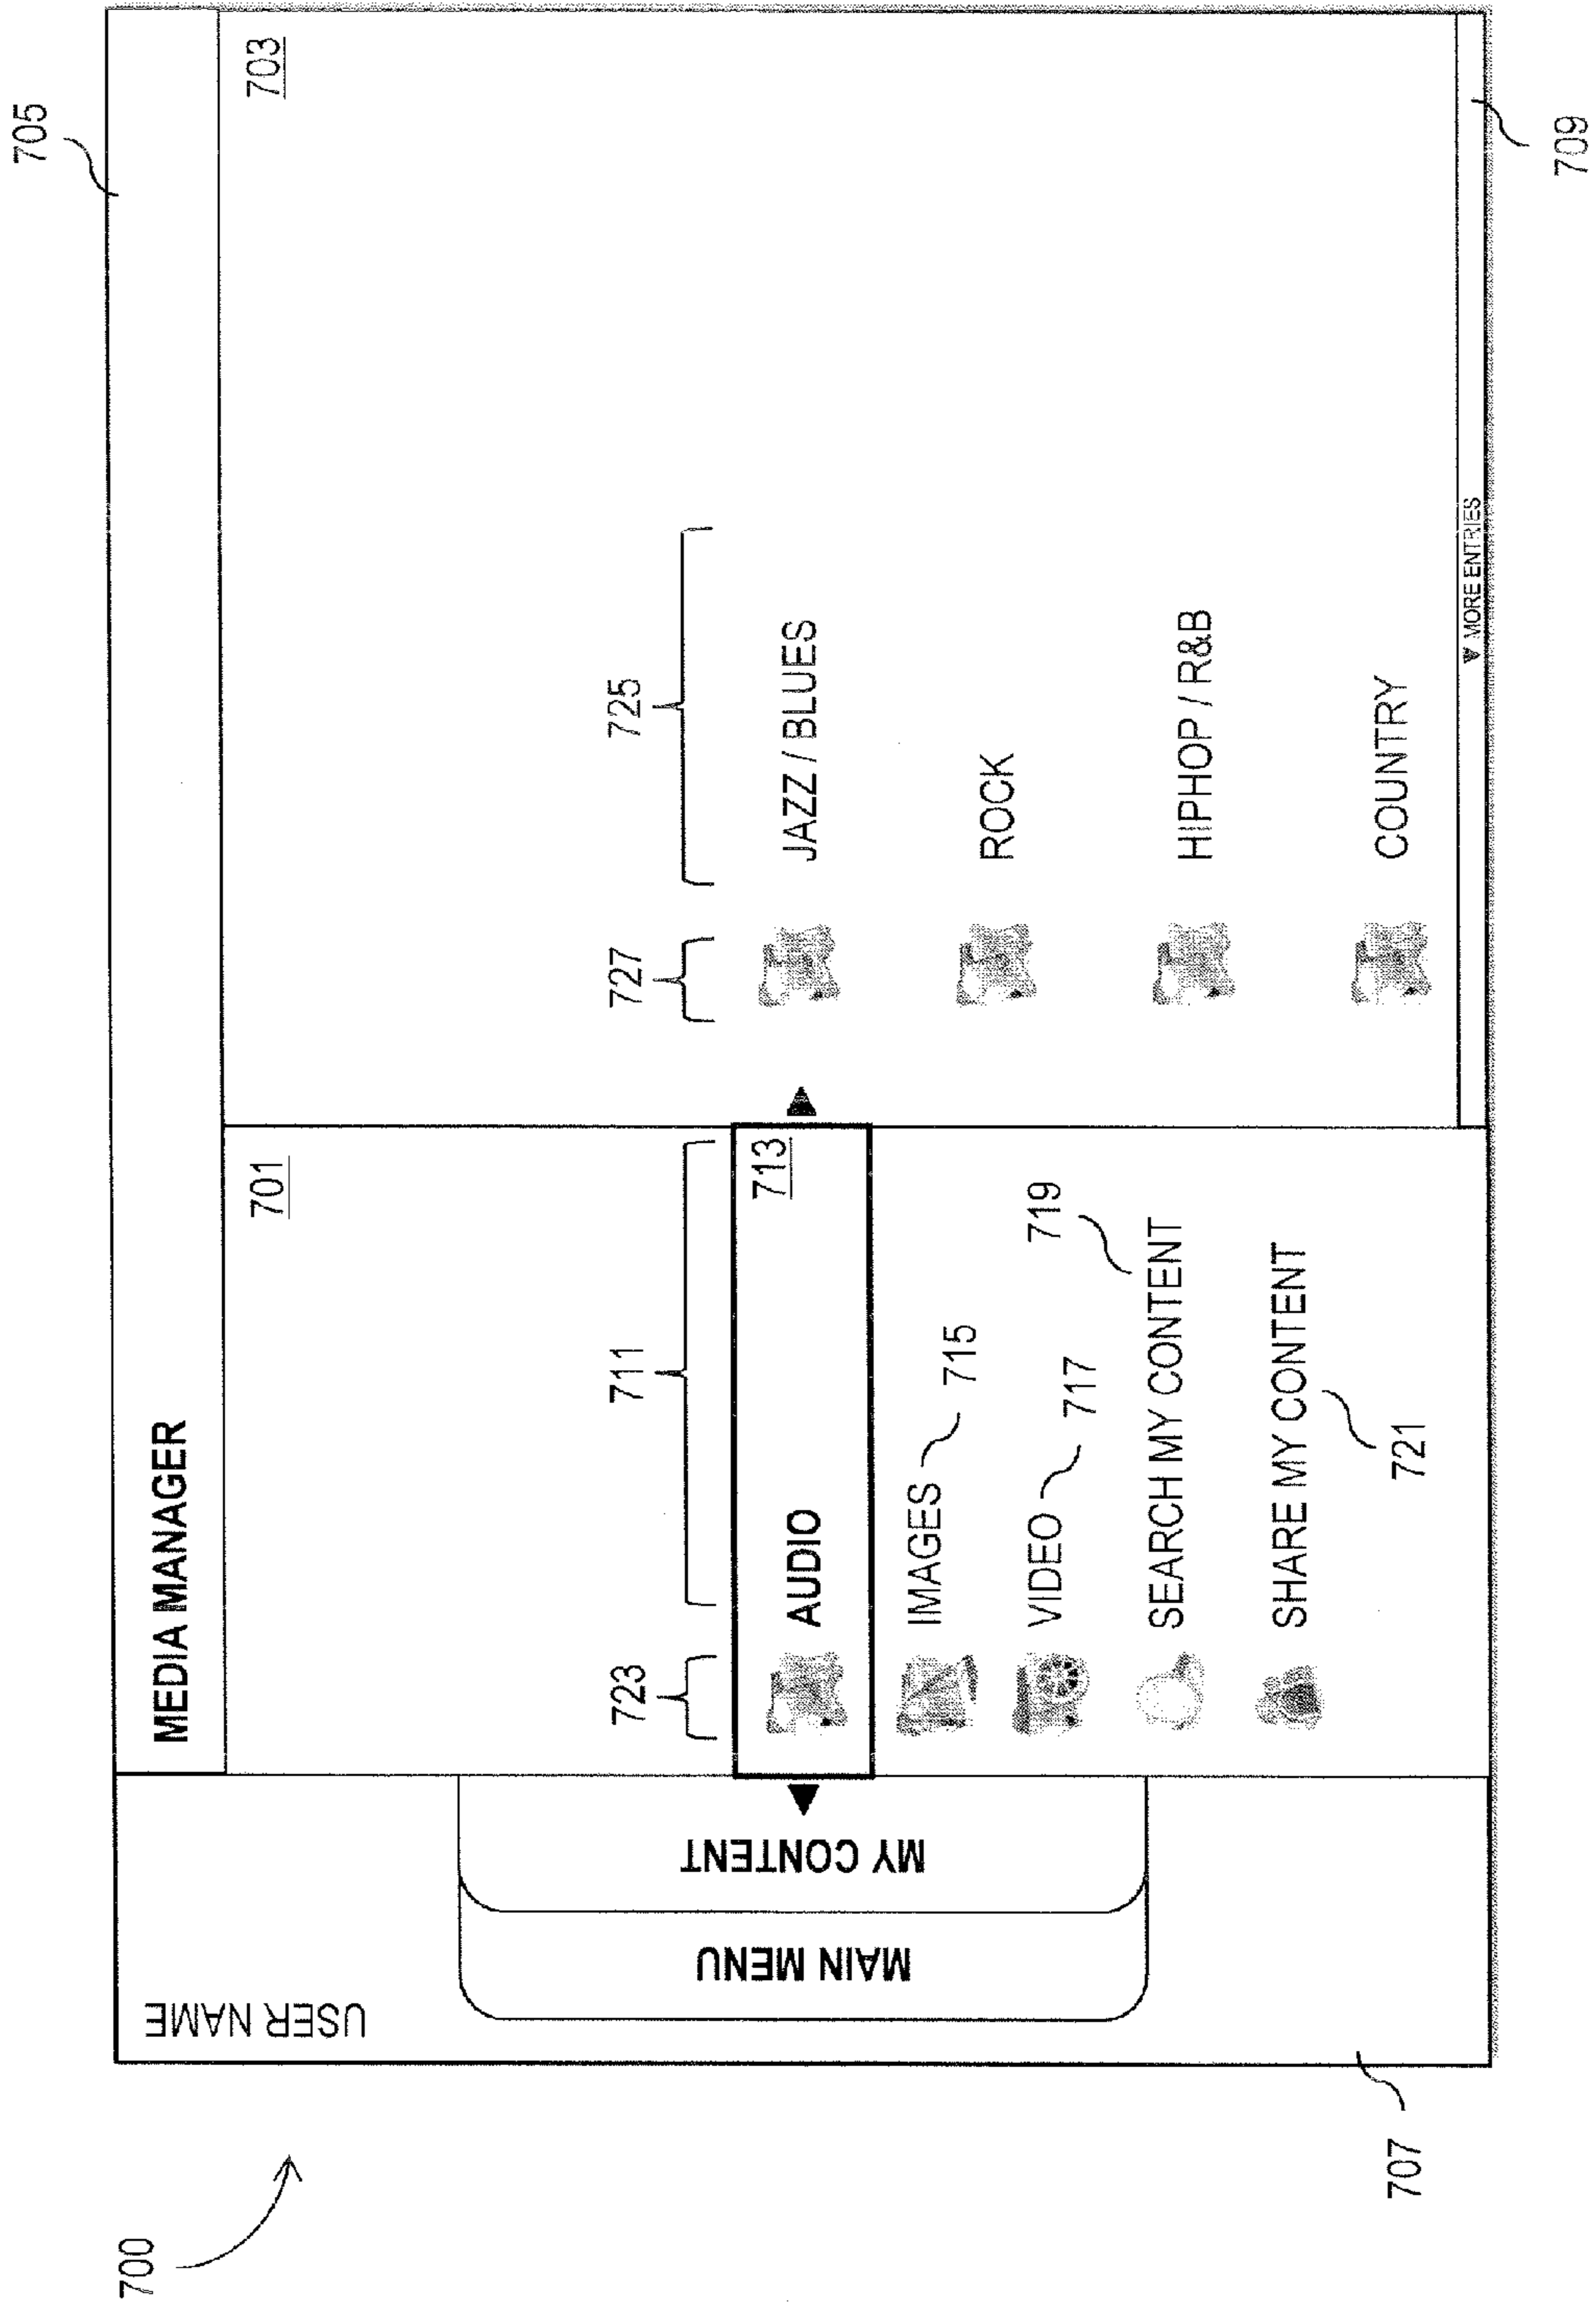 700
705
USER NAME
MEDIA MANAGER
701
703
MAIN MENU
MY CONTENT
723
711
727
725
AUDIO
713
JAZZ / BLUES
IMAGES 715
ROCK
VIDEO 717
719
SEARCH MY CONTENT
HIPHOP / R&B
SHARE MY CONTENT
721
COUNTRY
▼ MORE ENTRIES
707
709